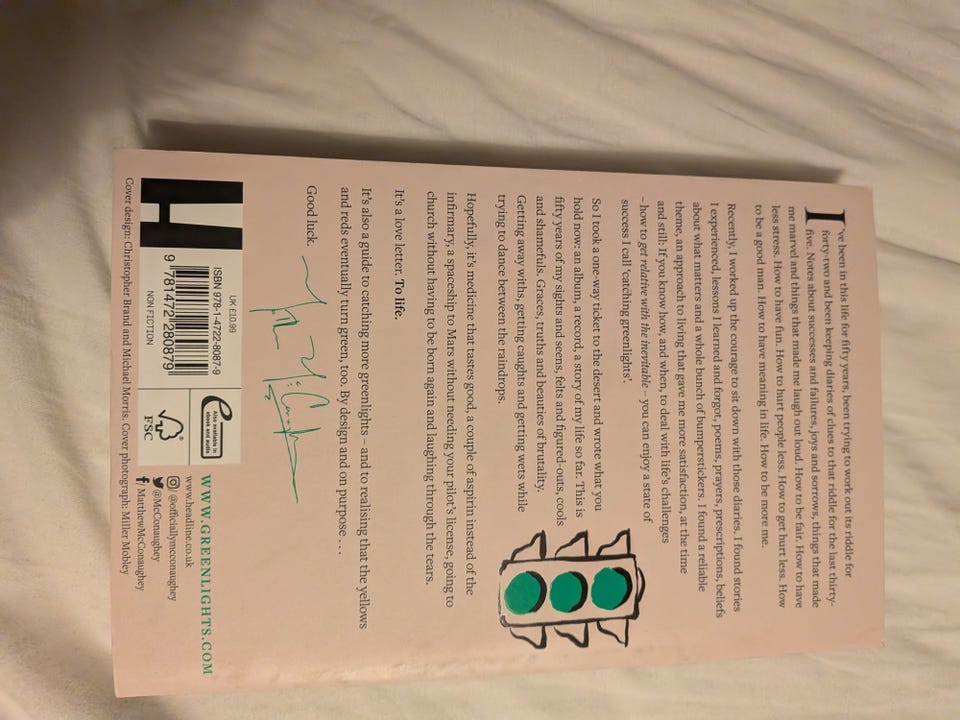 I've been in this life for fifty years, been trying to work out its riddle for
forty-two and been keeping diaries of clues to that riddle for the last thirty-
five. Notes about successes and failures, joys and sorrows, things that made
me marvel and things that made me laugh out loud. How to be fair. How to have
less stress. How to have fun. How to hurt people less. How to get hurt less. How
to be a good man. How to have meaning in life. How to be more me.
Recently, I worked up the courage to sit down with those diaries. I found stories
I experienced, lessons I learned and forgot, poems, prayers, prescriptions, beliefs
about what matters and a whole bunch of bumperstickers. I found a reliable
theme, an approach to living that gave me more satisfaction, at the time
and still: If you know how, and when, to deal with life's challenges
– how to get relative with the inevitable – you can enjoy a state of
success I call 'catching greenlights'.
So I took a one-way ticket to the desert and wrote what you
hold now: an album, a record, a story of my life so far. This is
fifty years of my sights and seens, felts and figured-outs, cools
and shamefuls. Graces, truths and beauties of brutality.
Getting away withs, getting caughts and getting wets while
trying to dance between the raindrops.
Hopefully, it's medicine that tastes good, a couple of aspirin instead of the
infirmary, a spaceship to Mars without needing your pilot's license, going to
church without having to be born again and laughing through the tears.
It's a love letter. To life.
It's also a guide to catching more greenlights – and to realising that the yellows
and reds eventually turn green, too. By design and on purpose . . .
Good luck.
H
UK £10.99
ISBN 978-1-4722-8087-9
9 781472 280879
NON FICTION
Also available in
ebook and audio
FSC
WWW.GREENLIGHTS.COM
www.headline.co.uk
@officiallymcconaughey
@McConaughey
MatthewMcConaughey
Cover design: Christopher Brand and Michael Morris. Cover photograph: Miller Mobley